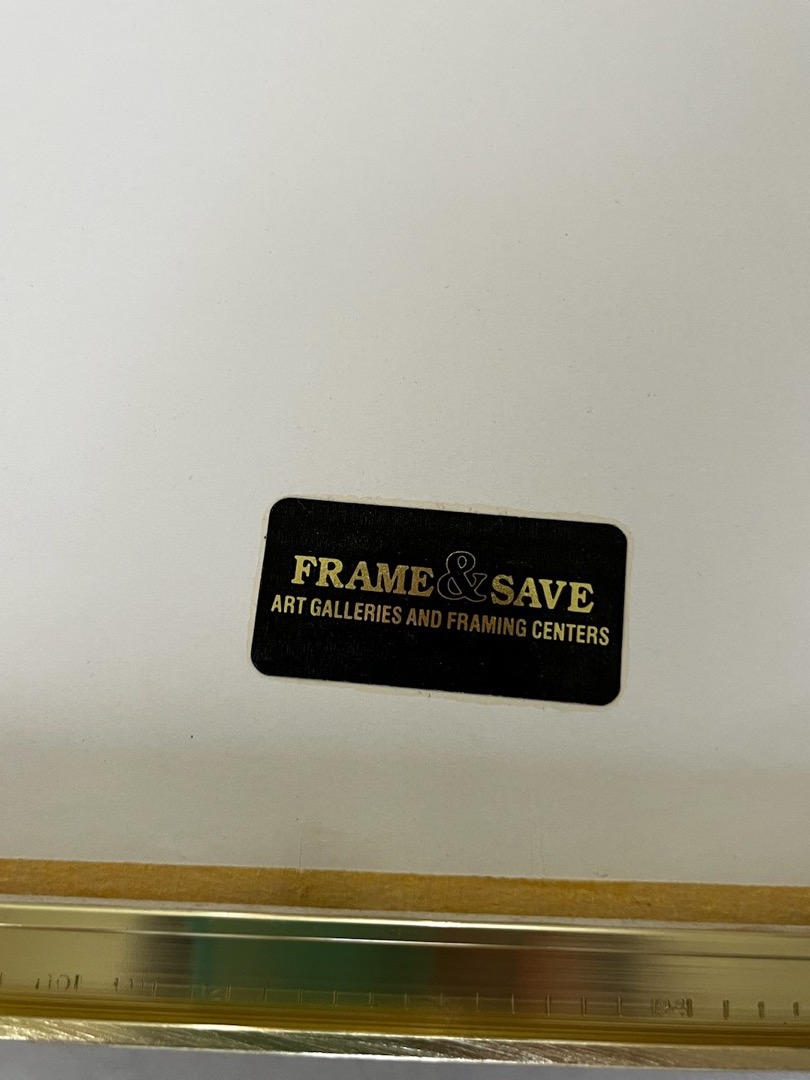 FRAME & SAVE
ART GALLERIES AND FRAMING CENTERS